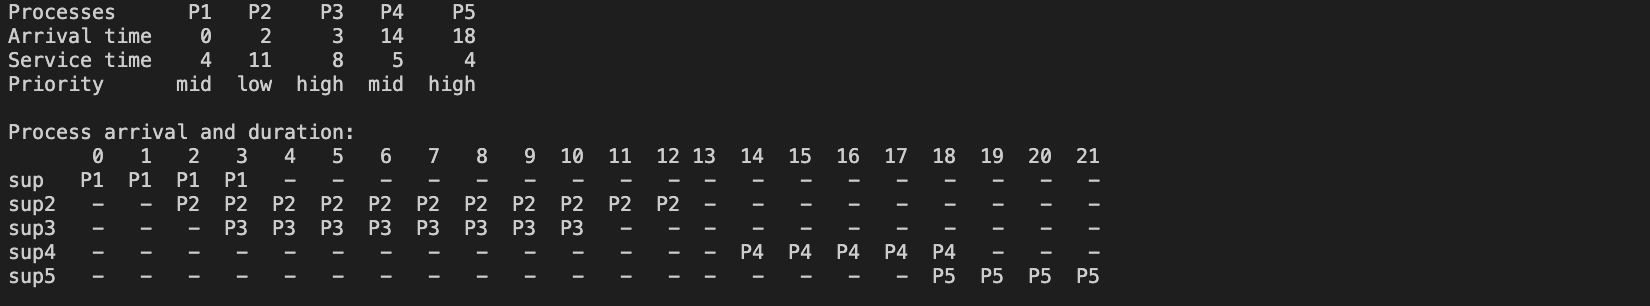 Processes      P1   P2    P3   P4    P5
Arrival time    0    2     3   14    18
Service time    4   11     8    5     4
Priority      mid  low  high  mid  high

Process arrival and duration:
       0   1   2   3   4   5   6   7   8   9  10  11  12 13  14  15  16  17  18  19  20  21
sup   P1  P1  P1  P1   –   –   –   –   –   –   –   –   –  –   –   –   –   –   –   –   –   –
sup2   –   –  P2  P2  P2  P2  P2  P2  P2  P2  P2  P2  P2  –   –   –   –   –   –   –   –   –
sup3   –   –   –  P3  P3  P3  P3  P3  P3  P3  P3   –   –  –   –   –   –   –   –   –   –   –
sup4   –   –   –   –   –   –   –   –   –   –   –   –   –  –  P4  P4  P4  P4  P4   –   –   –
sup5   –   –   –   –   –   –   –   –   –   –   –   –   –  –   –   –   –   –  P5  P5  P5  P5